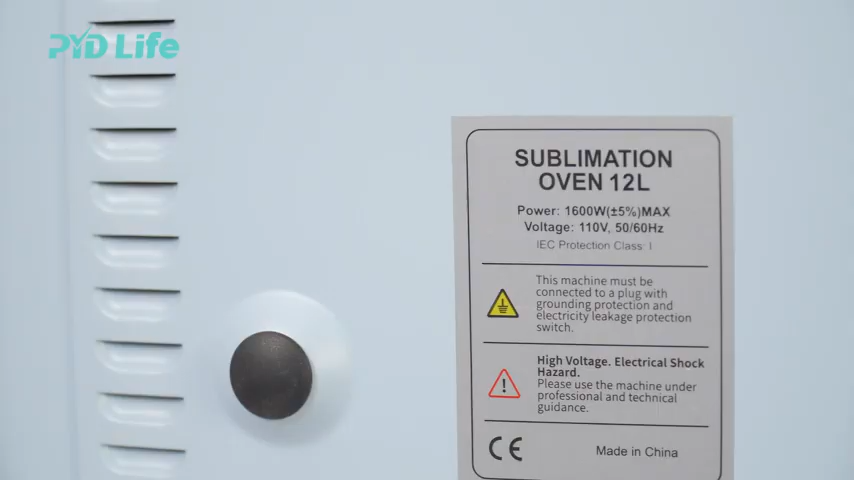 PYD Life
SUBLIMATION
OVEN 12L
Power: 1600W(±5%)MAX
Voltage: 110V, 50/60Hz
IEC Protection Class: I
This machine must be
connected to a plug with
grounding protection and
electricity leakage protection
switch.
High Voltage. Electrical Shock
Hazard.
Please use the machine under
professional and technical
guidance.
CE
Made in China